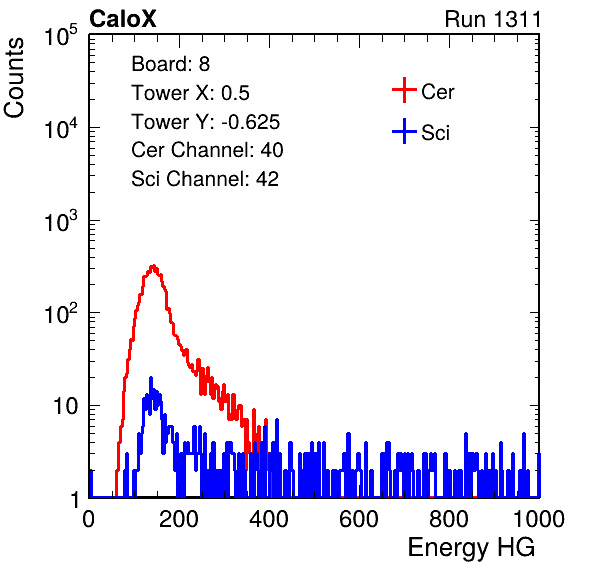 CaloX Run 1311
Counts
Board: 8
Tower X: 0.5
Tower Y: -0.625
Cer Channel: 40
Sci Channel: 42
Cer
Sci
10^5
10^4
10^3
10^2
10
1
0 200 400 600 800 1000
Energy HG